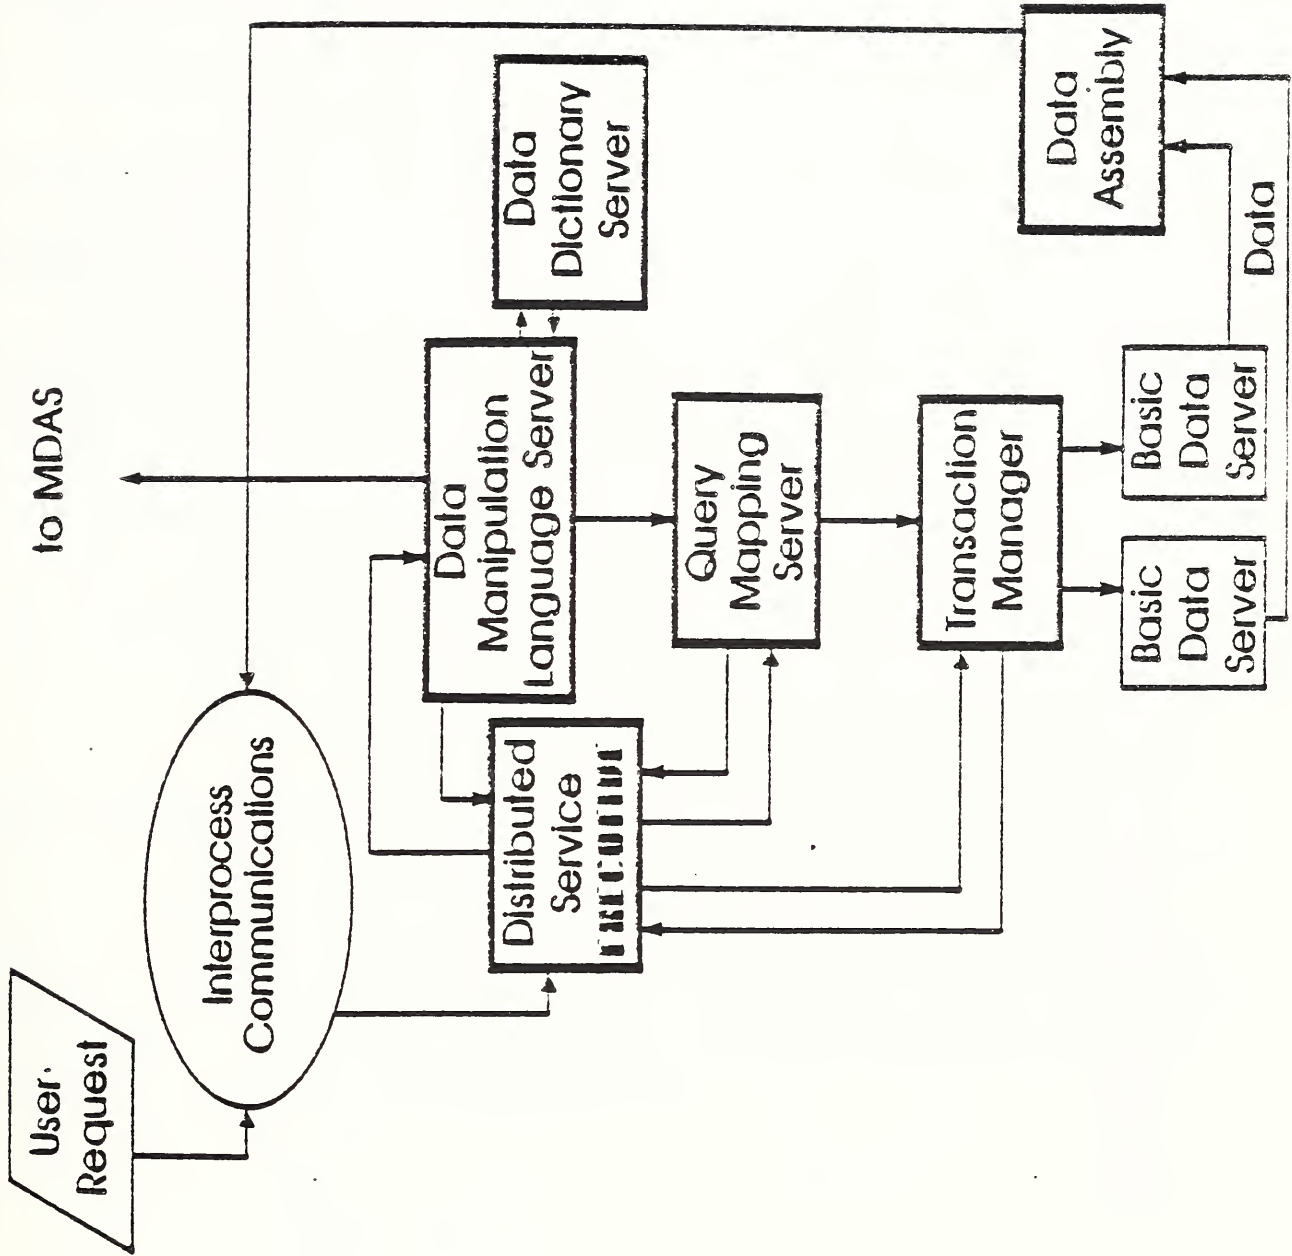 User
Request
Interprocess
Communications
to MDAS
Distributed
Service
Data
Manipulation
Language Server
Data
Dictionary
Server
Query
Mapping
Server
Transaction
Manager
Basic
Data
Server
Basic
Data
Server
Data
Data
Assembly